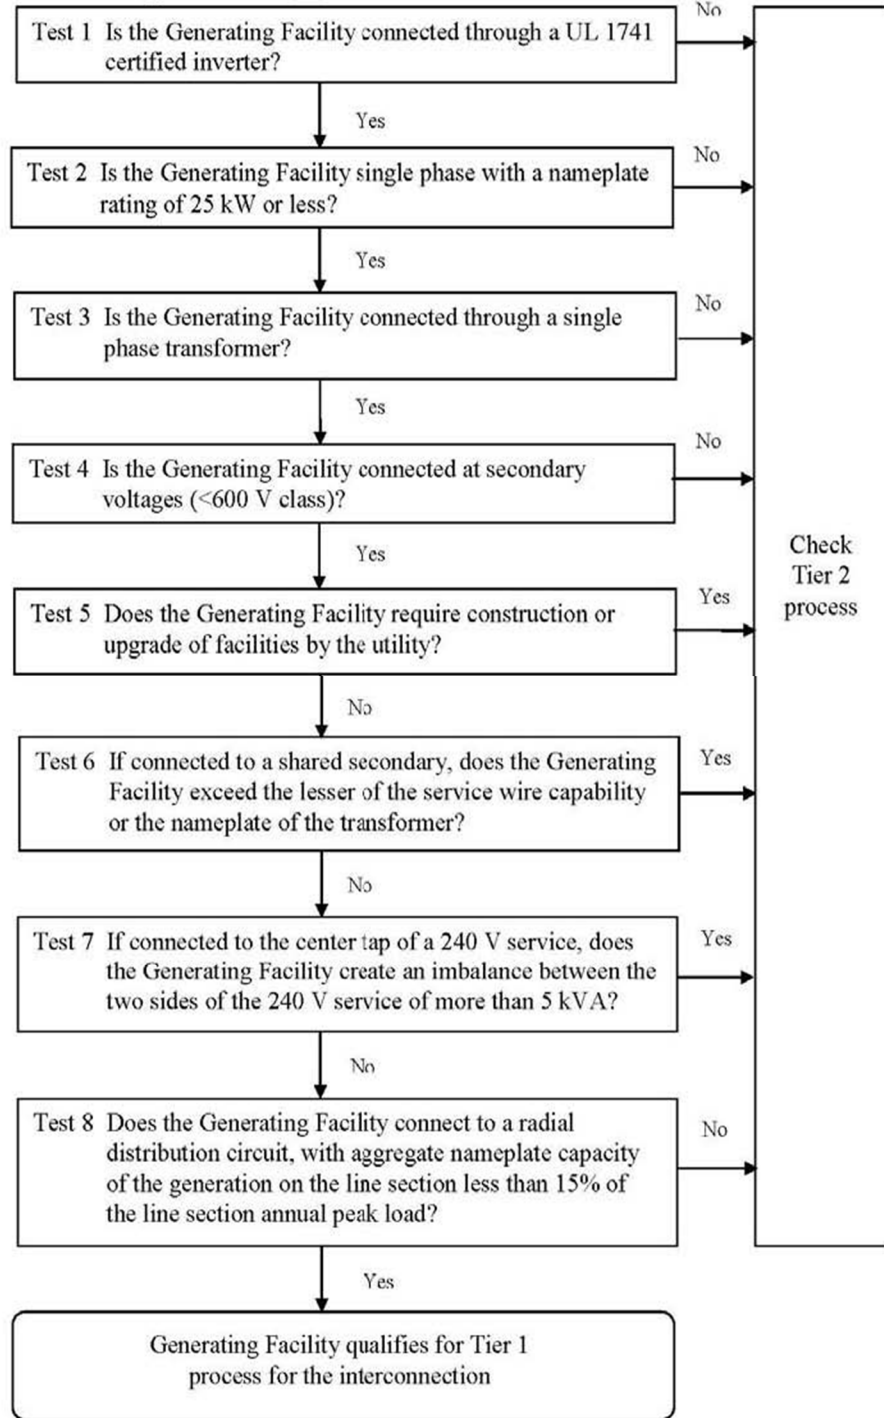 No
Test 1 Is the Generating Facility connected through a UL 1741
certified inverter?
Yes
No
Test 2 Is the Generating Facility single phase with a nameplate
rating of 25 kW or less?
Yes
No
Test 3 Is the Generating Facility connected through a single
phase transformer?
Yes
No
Test 4 Is the Generating Facility connected at secondary
voltages (<600 V class)?
Yes
Yes
Test 5 Does the Generating Facility require construction or
upgrade of facilities by the utility?
No
Yes
Test 6 If connected to a shared secondary, does the Generating
Facility exceed the lesser of the service wire capability
or the nameplate of the transformer?
No
Yes
Test 7 If connected to the center tap of a 240 V service, does
the Generating Facility create an imbalance between the
two sides of the 240 V service of more than 5 kVA?
No
No
Test 8 Does the Generating Facility connect to a radial
distribution circuit, with aggregate nameplate capacity
of the generation on the line section less than 15% of
the line section annual peak load?
Yes
Generating Facility qualifies for Tier 1
process for the interconnection
Check
Tier 2
process